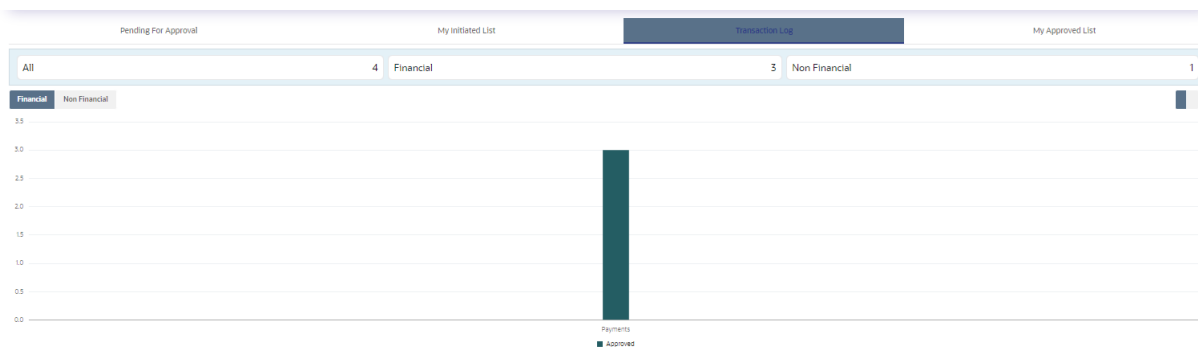 Pending For Approval My Initiated List Transaction Log My Approved List
All 4 Financial 3 Non Financial 1
Financial Non Financial
3.5
3.0
2.5
2.0
1.5
1.0
0.5
0.0
Payments
Approved